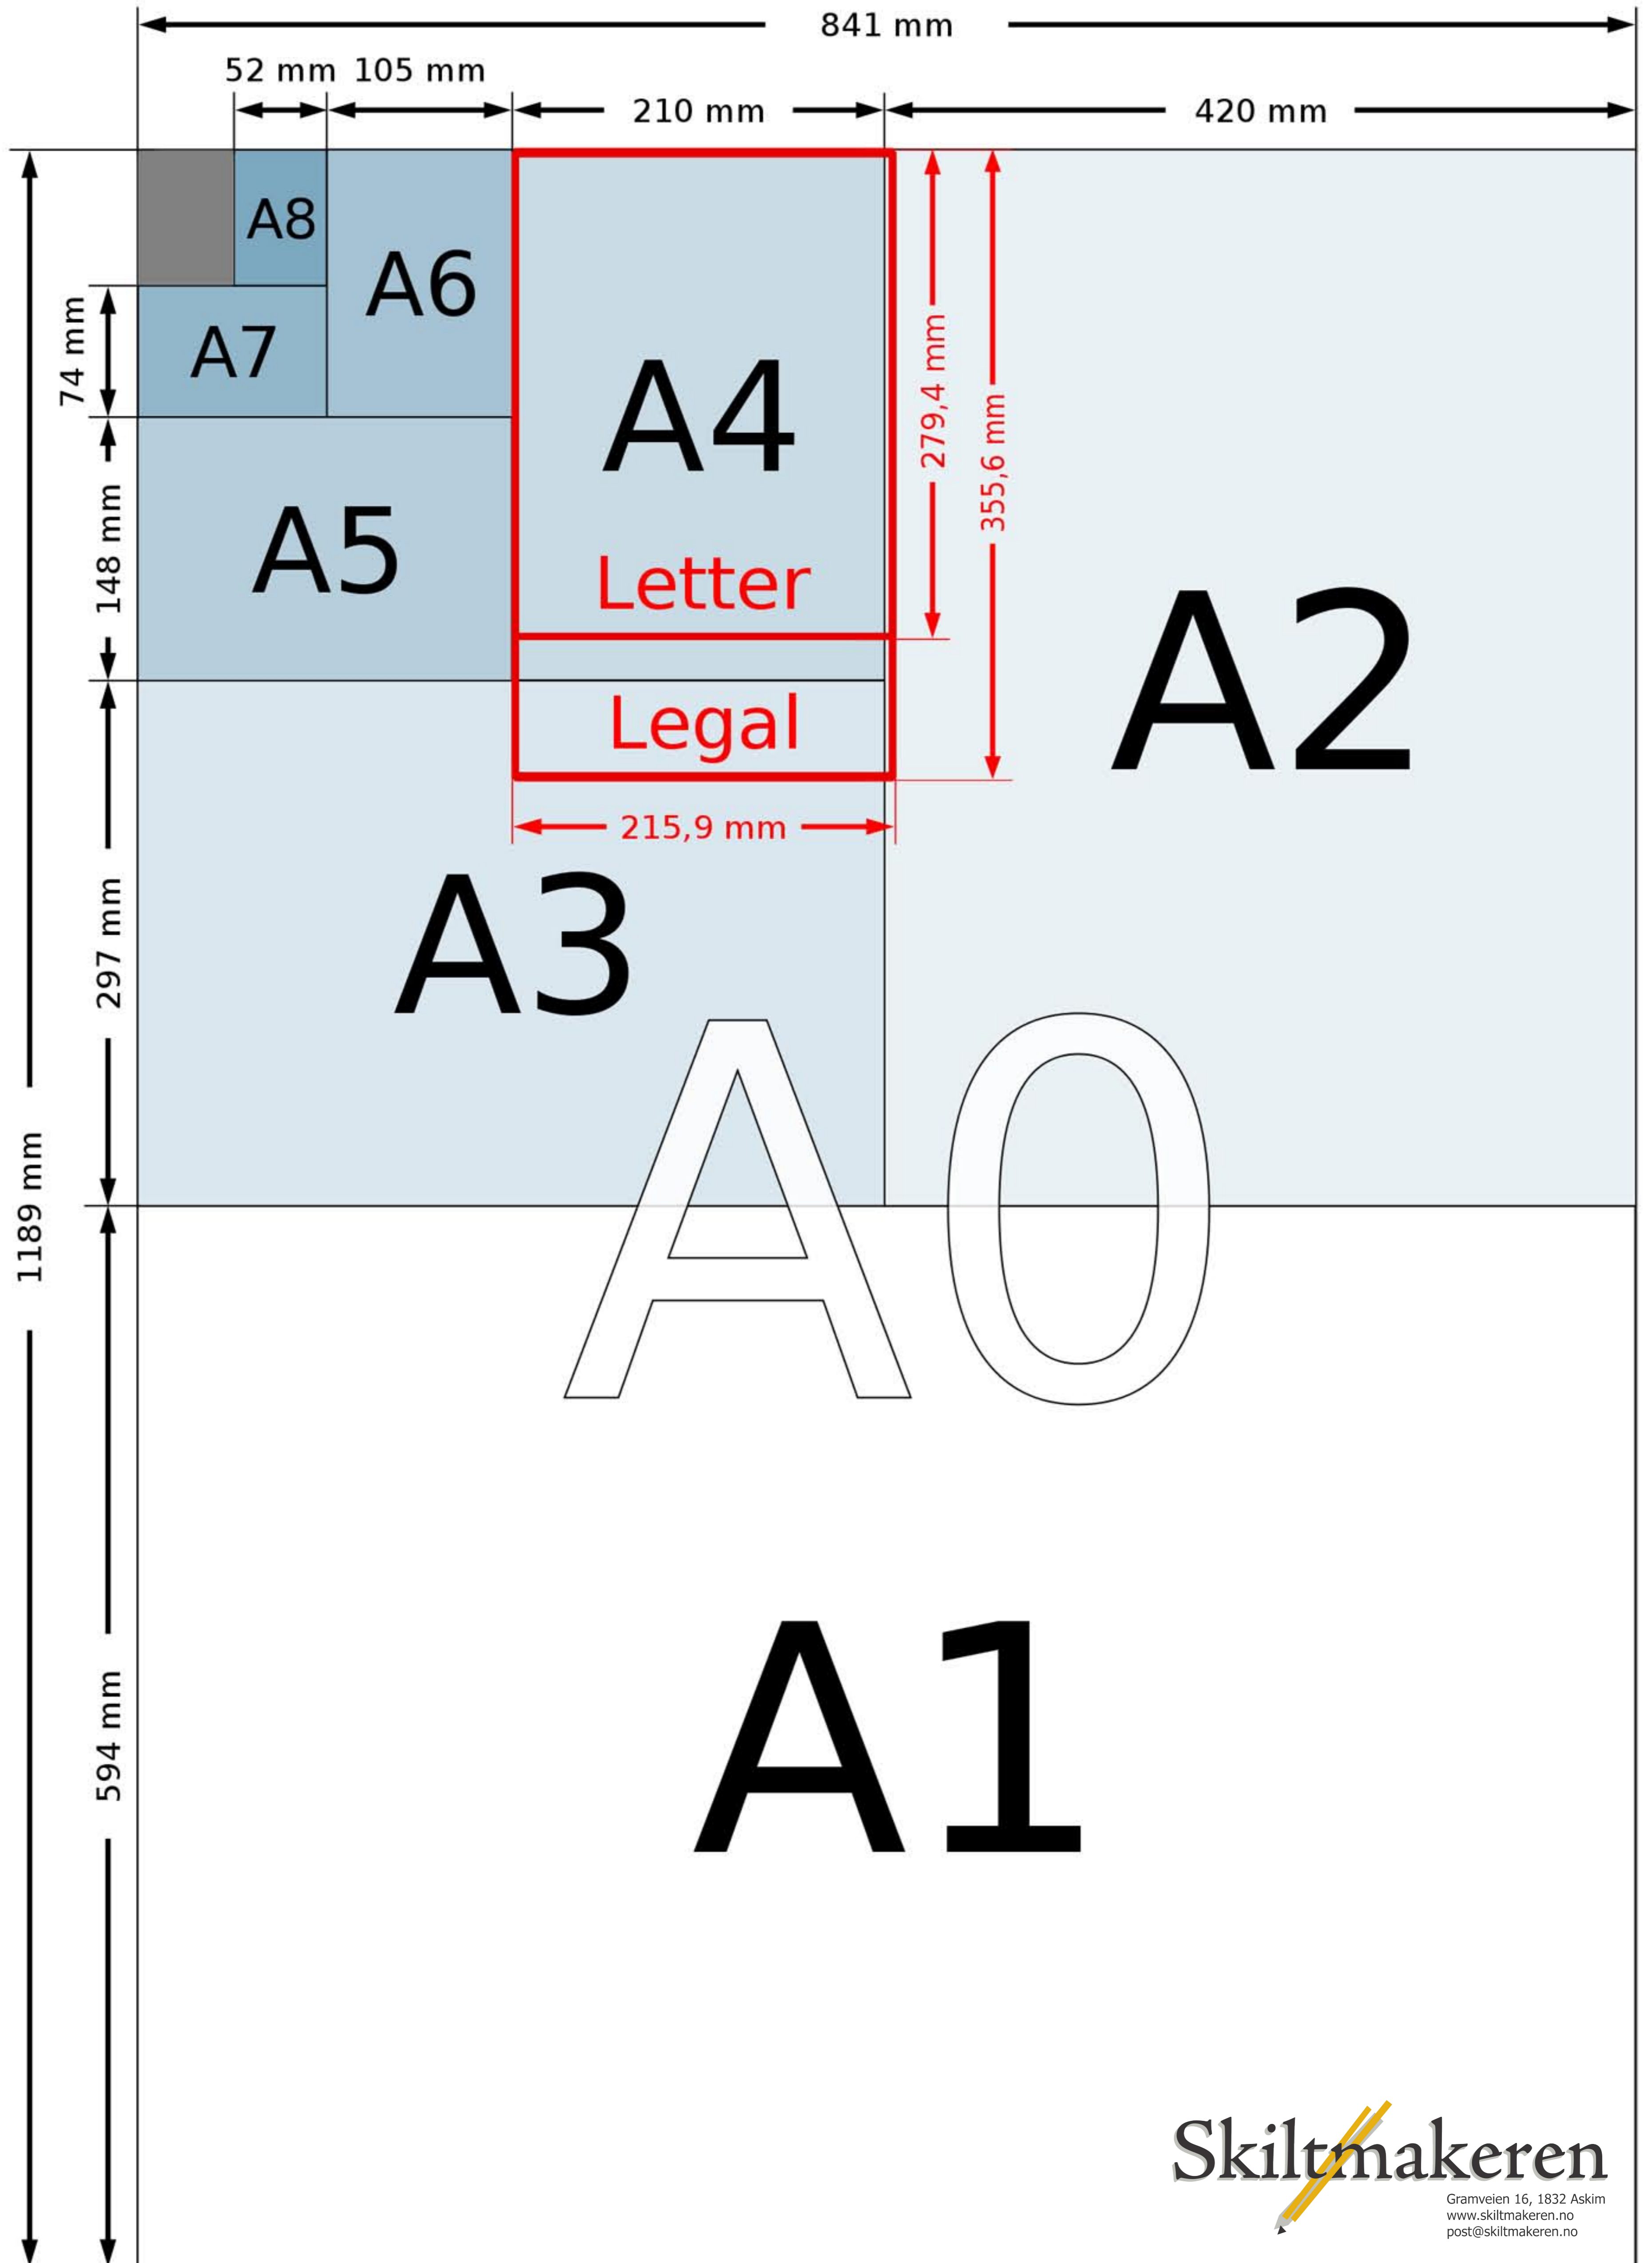 841 mm
52 mm 105 mm
210 mm
420 mm
A8
A6
A7
74 mm
A4
279,4 mm
355,6 mm
A5
148 mm
Letter
A2
Legal
215,9 mm
A3
297 mm
A0
1189 mm
A1
594 mm
Skiltmakeren
Gramveien 16, 1832 Askim
www.skiltmakeren.no
post@skiltmakeren.no